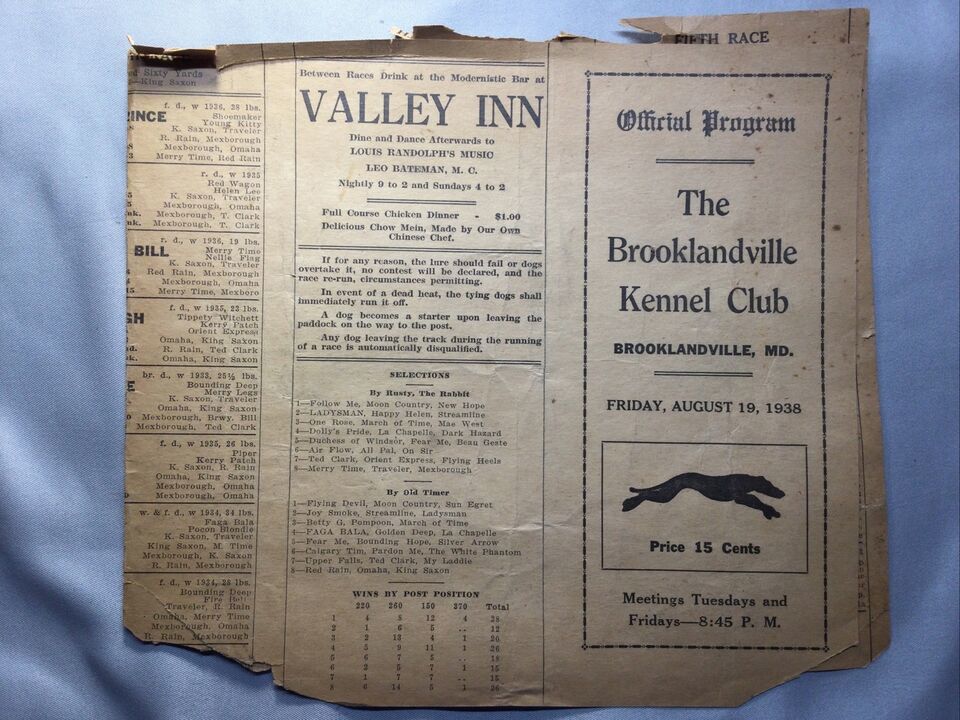 ed Sixty Yards
King Saxon
f. d., w 1936, 28 lbs.
RINCE
Shoemaker
Young Kitty
K. Saxon, Traveler
R. Rain, Mexborough
Mexborough, Omaha
Merry Time, Red Rain
r. d., w 1935
Red Wagon
Helen Leo
K. Saxon, Traveler
Mexborough, Omaha
Mexborough, T. Clark
Mexborough, T. Clark
r. d., w 1936, 19 lbs.
BILL
Merry Time
Nellie Flag
K. Saxon, Traveler
Red Rain, Mexborough
Omaha, Mexborough
Merry Time, Mexboro
f. d., w 1935, 23 lbs.
GH
Tippety Witchett
Kerry Patch
Orient Express
Omaha, King Saxon
R. Rain, Ted Clark
Omaha, King Saxon
br. d., w 1933, 25½ lbs.
E
Bounding Deep
Merry Legs
K. Saxon, Traveler
Omaha, King Saxon
Mexborough, Brwy. Bill
Mexborough, Ted Clark
f. d., w 1935, 26 lbs.
Piper
Kerry Patch
K. Saxon, R. Rain
Omaha, King Saxon
Mexborough, Omaha
Mexborough, Omaha
w. & f. d., w 1934, 34 lbs.
Faga Bala
Pocon Blondie
K. Saxon, Traveler
King Saxon, M. Time
Mexborough, K. Saxon
R. Rain, Mexborough
f. d., w 1934, 28 lbs.
Bounding Deep
Fire Bell
Traveler, R. Rain
Omaha, Merry Time
Mexborough, Omaha
R. Rain, Mexborough
Between Races Drink at the Modernistic Bar at
VALLEY INN
Dine and Dance Afterwards to
LOUIS RANDOLPH'S MUSIC
LEO BATEMAN, M. C.
Nightly 9 to 2 and Sundays 4 to 2
Full Course Chicken Dinner - $1.00
Delicious Chow Mein, Made by Our Own
Chinese Chef.
If for any reason, the lure should fail or dogs
overtake it, no contest will be declared, and the
race re-run, circumstances permitting.
In event of a dead heat, the tying dogs shall
immediately run it off.
A dog becomes a starter upon leaving the
paddock on the way to the post.
Any dog leaving the track during the running
of a race is automatically disqualified.
SELECTIONS
By Rusty, The Rabbit
1—Follow Me, Moon Country, New Hope
2—LADYSMAN, Happy Helen, Streamline
3—One Rose, March of Time, Mae West
4—Dolly's Pride, La Chapelle, Dark Hazard
5—Duchess of Windsor, Fear Me, Beau Geste
6—Air Flow, All Pal, On Sir
7—Ted Clark, Orient Express, Flying Heels
8—Merry Time, Traveler, Mexborough
By Old Timer
1—Flying Devil, Moon Country, Sun Egret
2—Joy Smoke, Streamline, Ladysman
3—Betty G, Pompoon, March of Time
4—FAGA BALA, Golden Deep, La Chapelle
5—Fear Me, Bounding Hope, Silver Arrow
6—Calgary Tim, Pardon Me, The White Phantom
7—Upper Falls, Ted Clark, My Laddie
8—Red Rain, Omaha, King Saxon
WINS BY POST POSITION
220 260 150 370 Total
1 4 8 12 4 28
2 1 6 5 .. 12
3 2 13 4 1 20
4 5 9 11 1 26
5 6 7 5 .. 18
6 2 5 7 1 15
7 1 7 7 .. 15
8 6 14 5 1 26
FIFTH RACE
Official Program
The
Brooklandville
Kennel Club
BROOKLANDVILLE, MD.
FRIDAY, AUGUST 19, 1938
Price 15 Cents
Meetings Tuesdays and
Fridays—8:45 P. M.